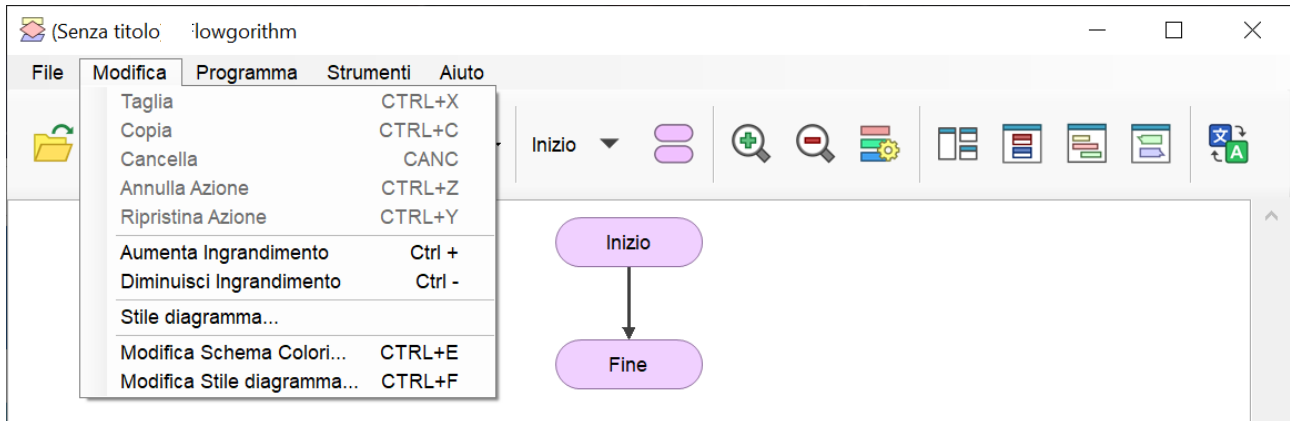 (Senza titolo) lowgorithm
File Modifica Programma Strumenti Aiuto
Taglia CTRL+X
Copia CTRL+C
Cancella CANC
Annulla Azione CTRL+Z
Ripristina Azione CTRL+Y
Aumenta Ingrandimento Ctrl +
Diminuisci Ingrandimento Ctrl -
Stile diagramma...
Modifica Schema Colori... CTRL+E
Modifica Stile diagramma... CTRL+F
Inizio
文 A
Inizio
Fine